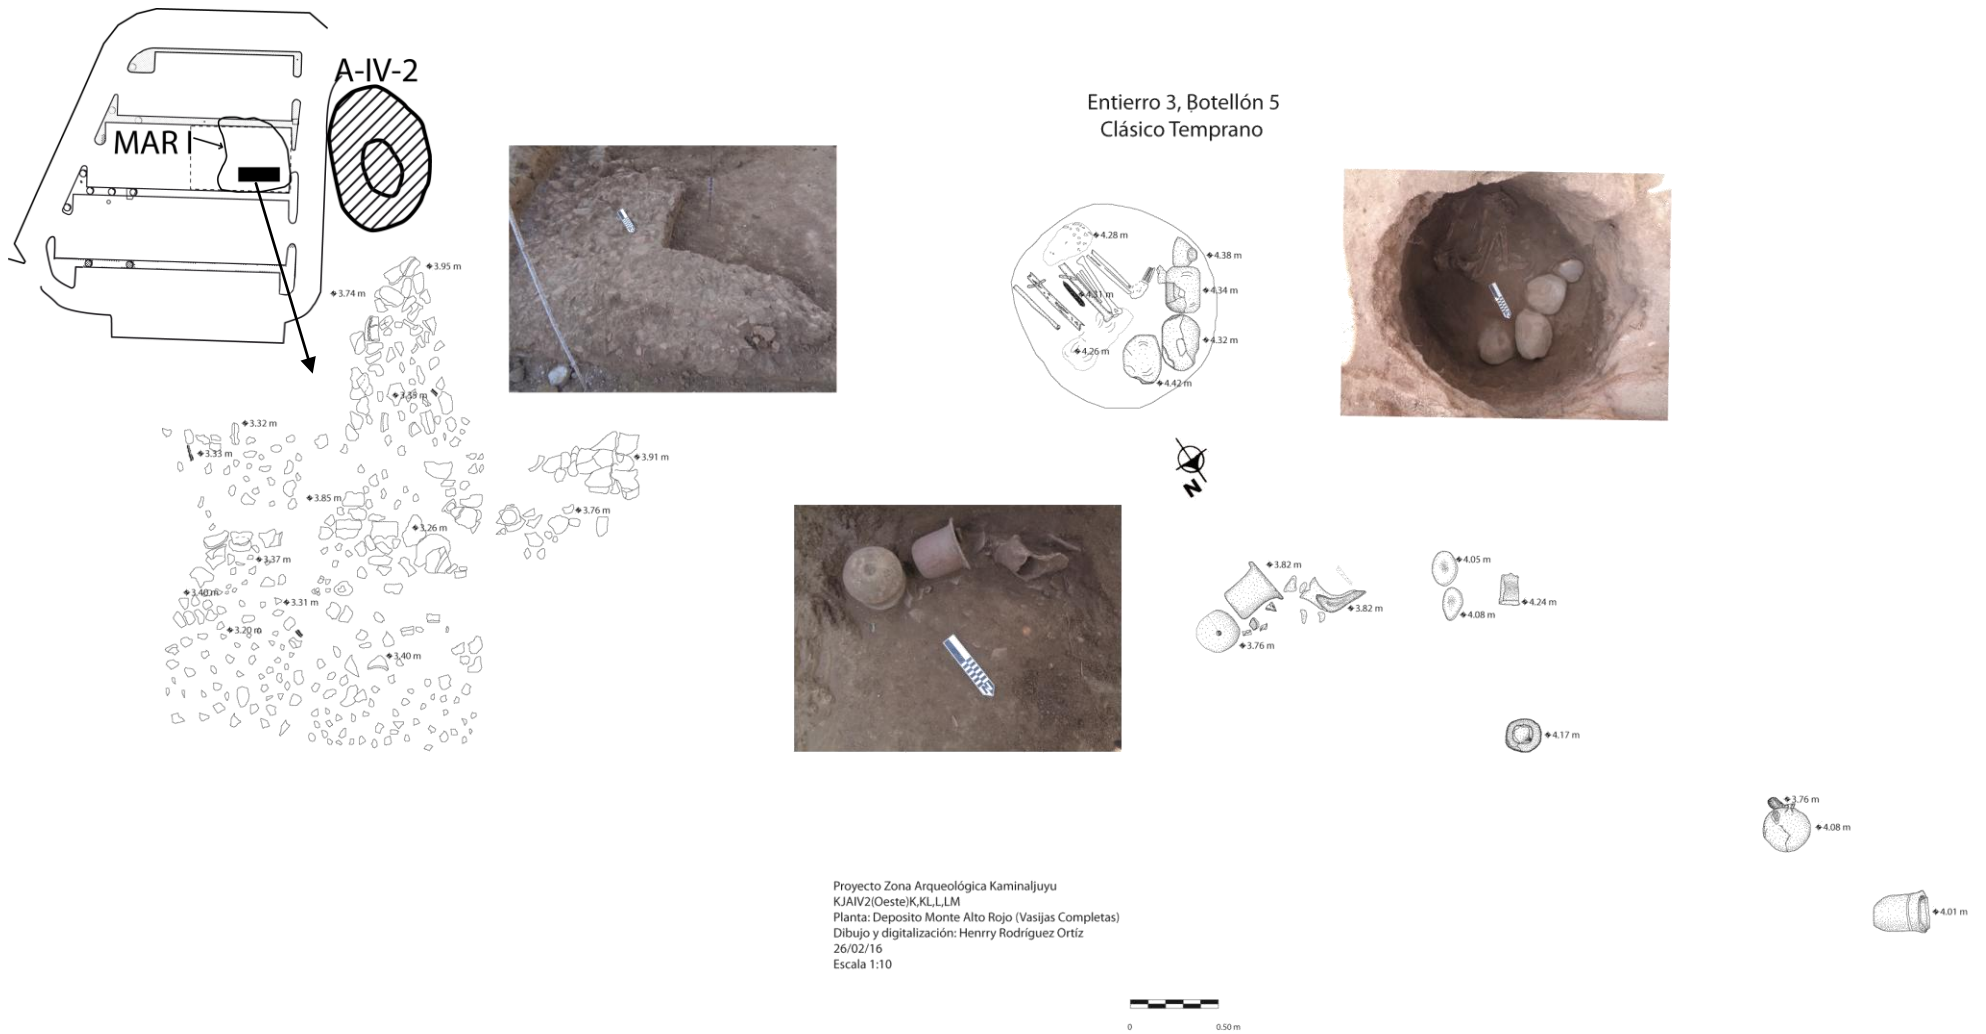 A-IV-2
MAR I
Entierro 3, Botellón 5
Clásico Temprano
3.95 m
3.74 m
3.35 m
3.32 m
3.33 m
3.85 m
3.26 m
3.37 m
3.40 m
3.31 m
3.20 m
3.40 m
3.91 m
3.76 m
4.28 m
4.38 m
4.31 m
4.34 m
4.32 m
4.26 m
4.42 m
N
3.82 m
3.82 m
3.76 m
4.05 m
4.24 m
4.08 m
4.17 m
3.76 m
4.08 m
4.01 m
Proyecto Zona Arqueológica Kaminaljuyu
KJAIV2(Oeste)K,KL,L,LM
Planta: Deposito Monte Alto Rojo (Vasijas Completas)
Dibujo y digitalización: Henrry Rodríguez Ortíz
26/02/16
Escala 1:10
0 0.50 m